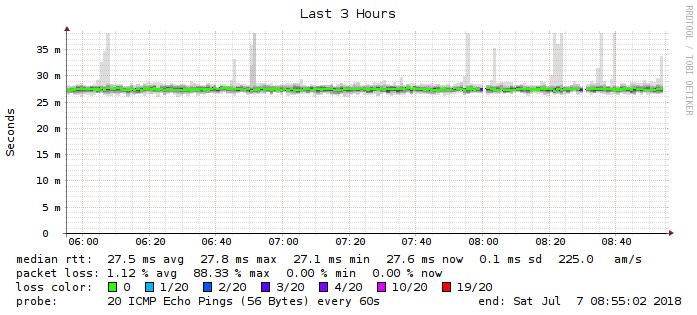 Last 3 Hours
RRDTOOL / TOBI OETIKER
Seconds
35 m
30 m
25 m
20 m
15 m
10 m
5 m
0
06:00 06:20 06:40 07:00 07:20 07:40 08:00 08:20 08:40
median rtt: 27.5 ms avg 27.8 ms max 27.1 ms min 27.6 ms now 0.1 ms sd 225.0 am/s
packet loss: 1.12 % avg 88.33 % max 0.00 % min 0.00 % now
loss color: 0 1/20 2/20 3/20 4/20 10/20 19/20
probe: 20 ICMP Echo Pings (56 Bytes) every 60s end: Sat Jul 7 08:55:02 2018